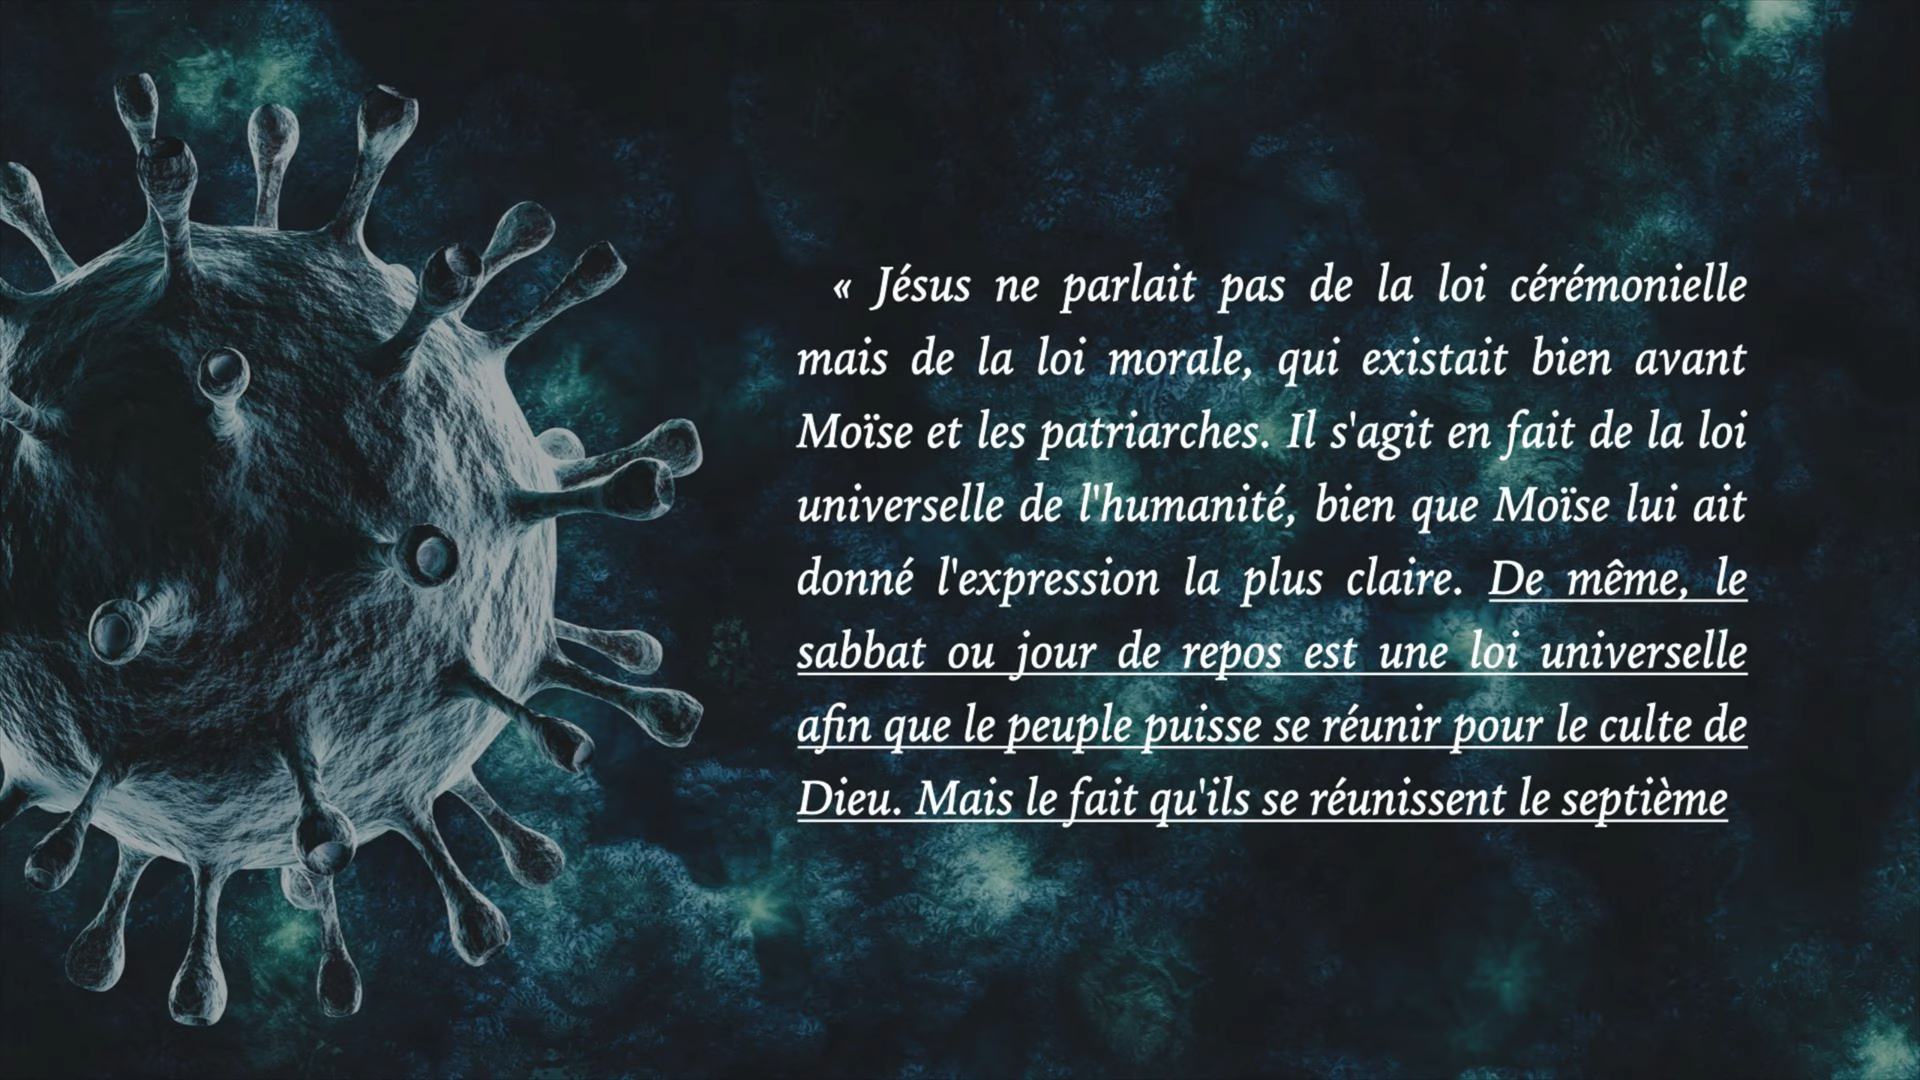 « Jésus ne parlait pas de la loi cérémonielle
mais de la loi morale, qui existait bien avant
Moïse et les patriarches. Il s'agit en fait de la loi
universelle de l'humanité, bien que Moïse lui ait
donné l'expression la plus claire. De même, le
sabbat ou jour de repos est une loi universelle
afin que le peuple puisse se réunir pour le culte de
Dieu. Mais le fait qu'ils se réunissent le septième